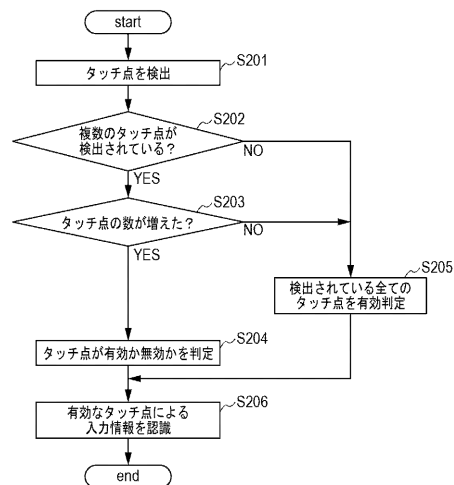 start
S201
タッチ点を検出
S202
複数のタッチ点が
検出されている？
NO
YES
S203
タッチ点の数が増えた？
NO
YES
S205
検出されている全ての
タッチ点を有効判定
S204
タッチ点が有効か無効かを判定
S206
有効なタッチ点による
入力情報を認識
end